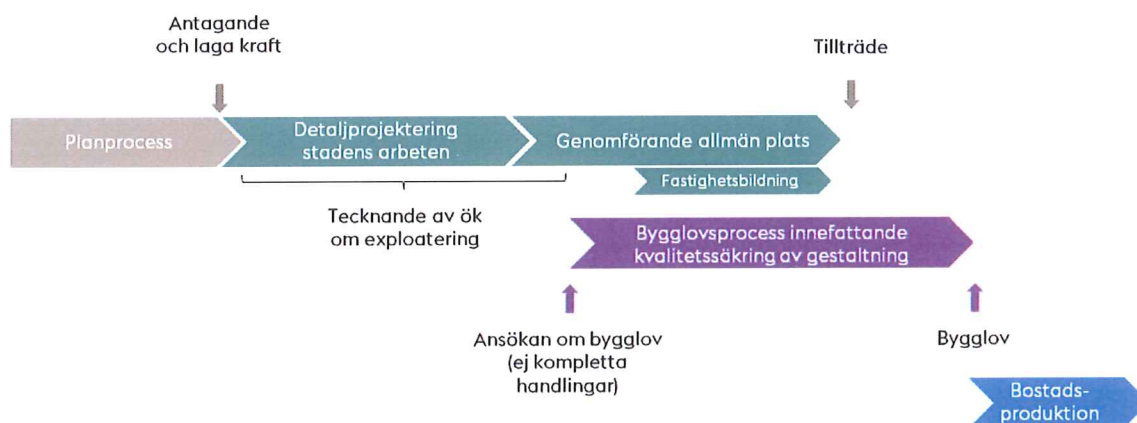 Antagande
och laga kraft
Tillträde
Planprocess
Detaljprojektering
stadens arbeten
Genomförande allmän plats
Fastighetsbildning
Tecknande av ök
om exploatering
Bygglovsprocess innefattande
kvalitetssäkring av gestaltning
Ansökan om bygglov
(ej kompletta
handlingar)
Bygglov
Bostads-
produktion